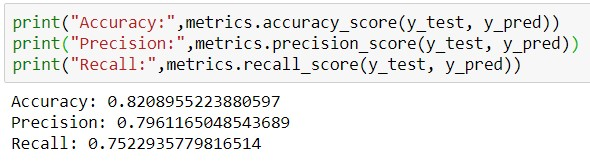 print("Accuracy:",metrics.accuracy_score(y_test, y_pred))
print("Precision:",metrics.precision_score(y_test, y_pred))
print("Recall:",metrics.recall_score(y_test, y_pred))
Accuracy: 0.8208955223880597
Precision: 0.7961165048543689
Recall: 0.7522935779816514